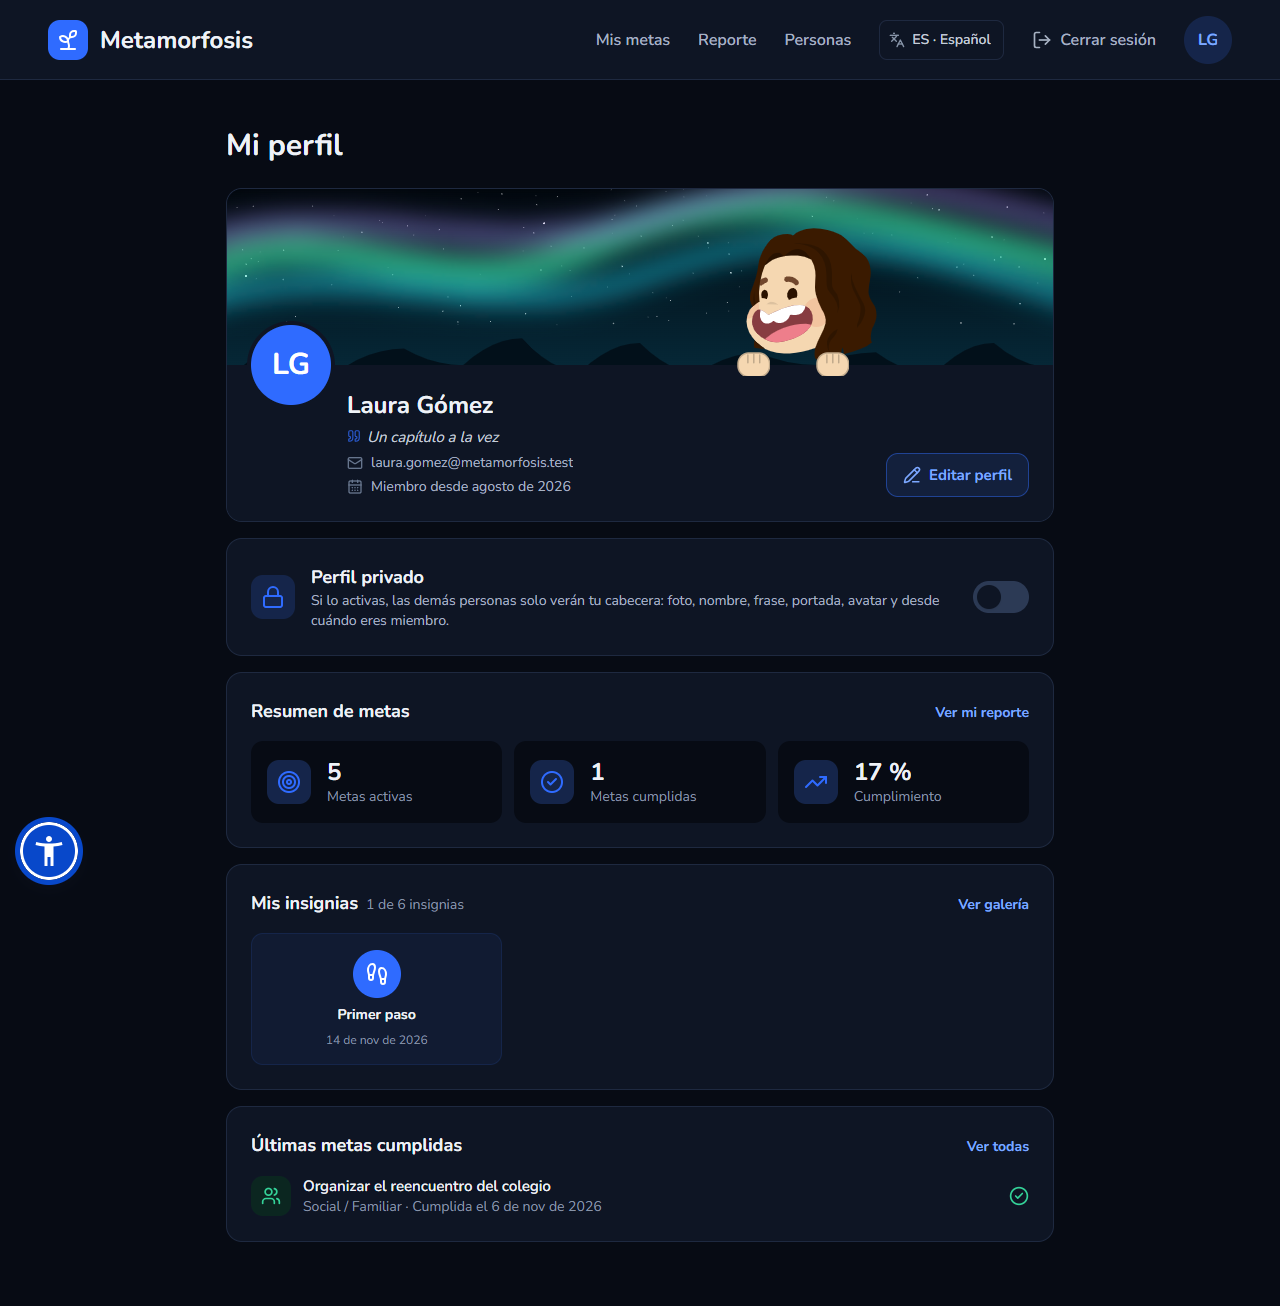 Metamorfosis
Mis metas
Reporte
Personas
ES · Español
Cerrar sesión
LG
Mi perfil
LG
Laura Gómez
Un capítulo a la vez
laura.gomez@metamorfosis.test
Miembro desde agosto de 2026
Editar perfil
Perfil privado
Si lo activas, las demás personas solo verán tu cabecera: foto, nombre, frase, portada, avatar y desde
cuándo eres miembro.
Resumen de metas
Ver mi reporte
5
Metas activas
1
Metas cumplidas
17 %
Cumplimiento
Mis insignias 1 de 6 insignias
Ver galería
Primer paso
14 de nov de 2026
Últimas metas cumplidas
Ver todas
Organizar el reencuentro del colegio
Social / Familiar · Cumplida el 6 de nov de 2026